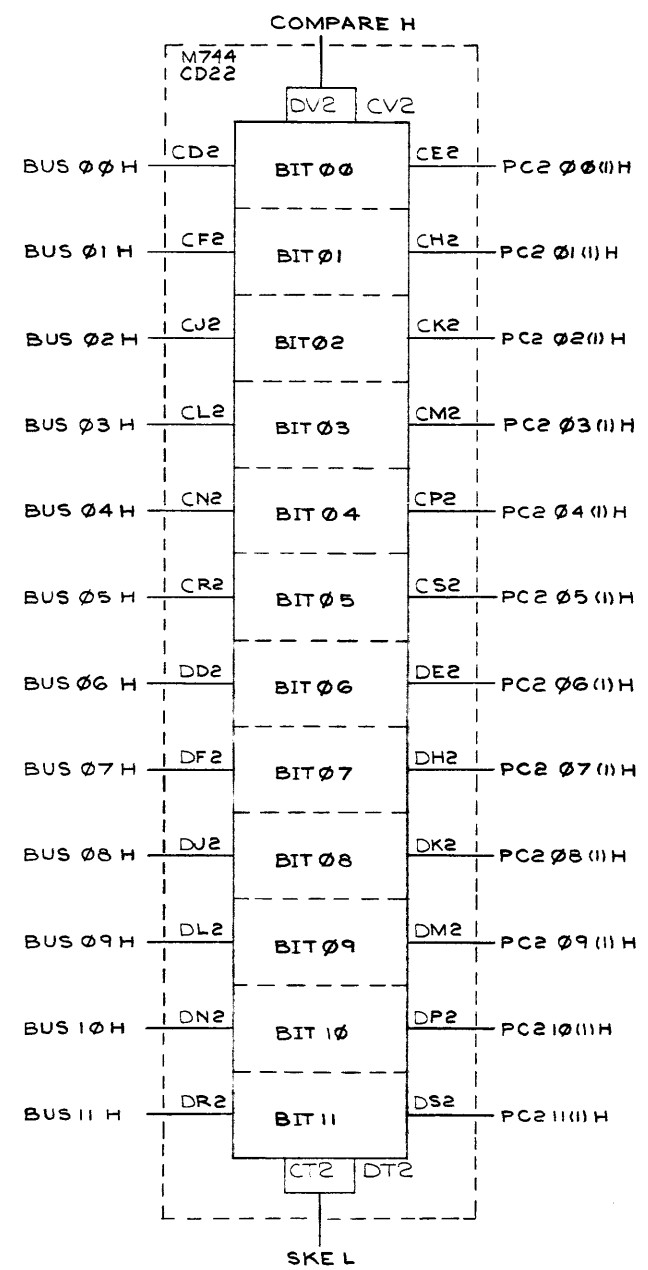 COMPARE H
M744
CD22
DV2 CV2
BUS ØØ H CD2 BIT ØØ CE2 PC2 ØØ(1)H
BUS Ø1 H CF2 BIT Ø1 CH2 PC2 Ø1(1)H
BUS Ø2 H CJ2 BIT Ø2 CK2 PC2 Ø2(1)H
BUS Ø3 H CL2 BIT Ø3 CM2 PC2 Ø3(1)H
BUS Ø4 H CN2 BIT Ø4 CP2 PC2 Ø4(1)H
BUS Ø5 H CR2 BIT Ø5 CS2 PC2 Ø5(1)H
BUS Ø6 H DD2 BIT Ø6 DE2 PC2 Ø6(1)H
BUS Ø7 H DF2 BIT Ø7 DH2 PC2 Ø7(1)H
BUS Ø8 H DJ2 BIT Ø8 DK2 PC2 Ø8(1)H
BUS Ø9 H DL2 BIT Ø9 DM2 PC2 Ø9(1)H
BUS 1Ø H DN2 BIT 1Ø DP2 PC2 1Ø(1)H
BUS 11 H DR2 BIT 11 DS2 PC2 11(1)H
CT2 DT2
SKE L